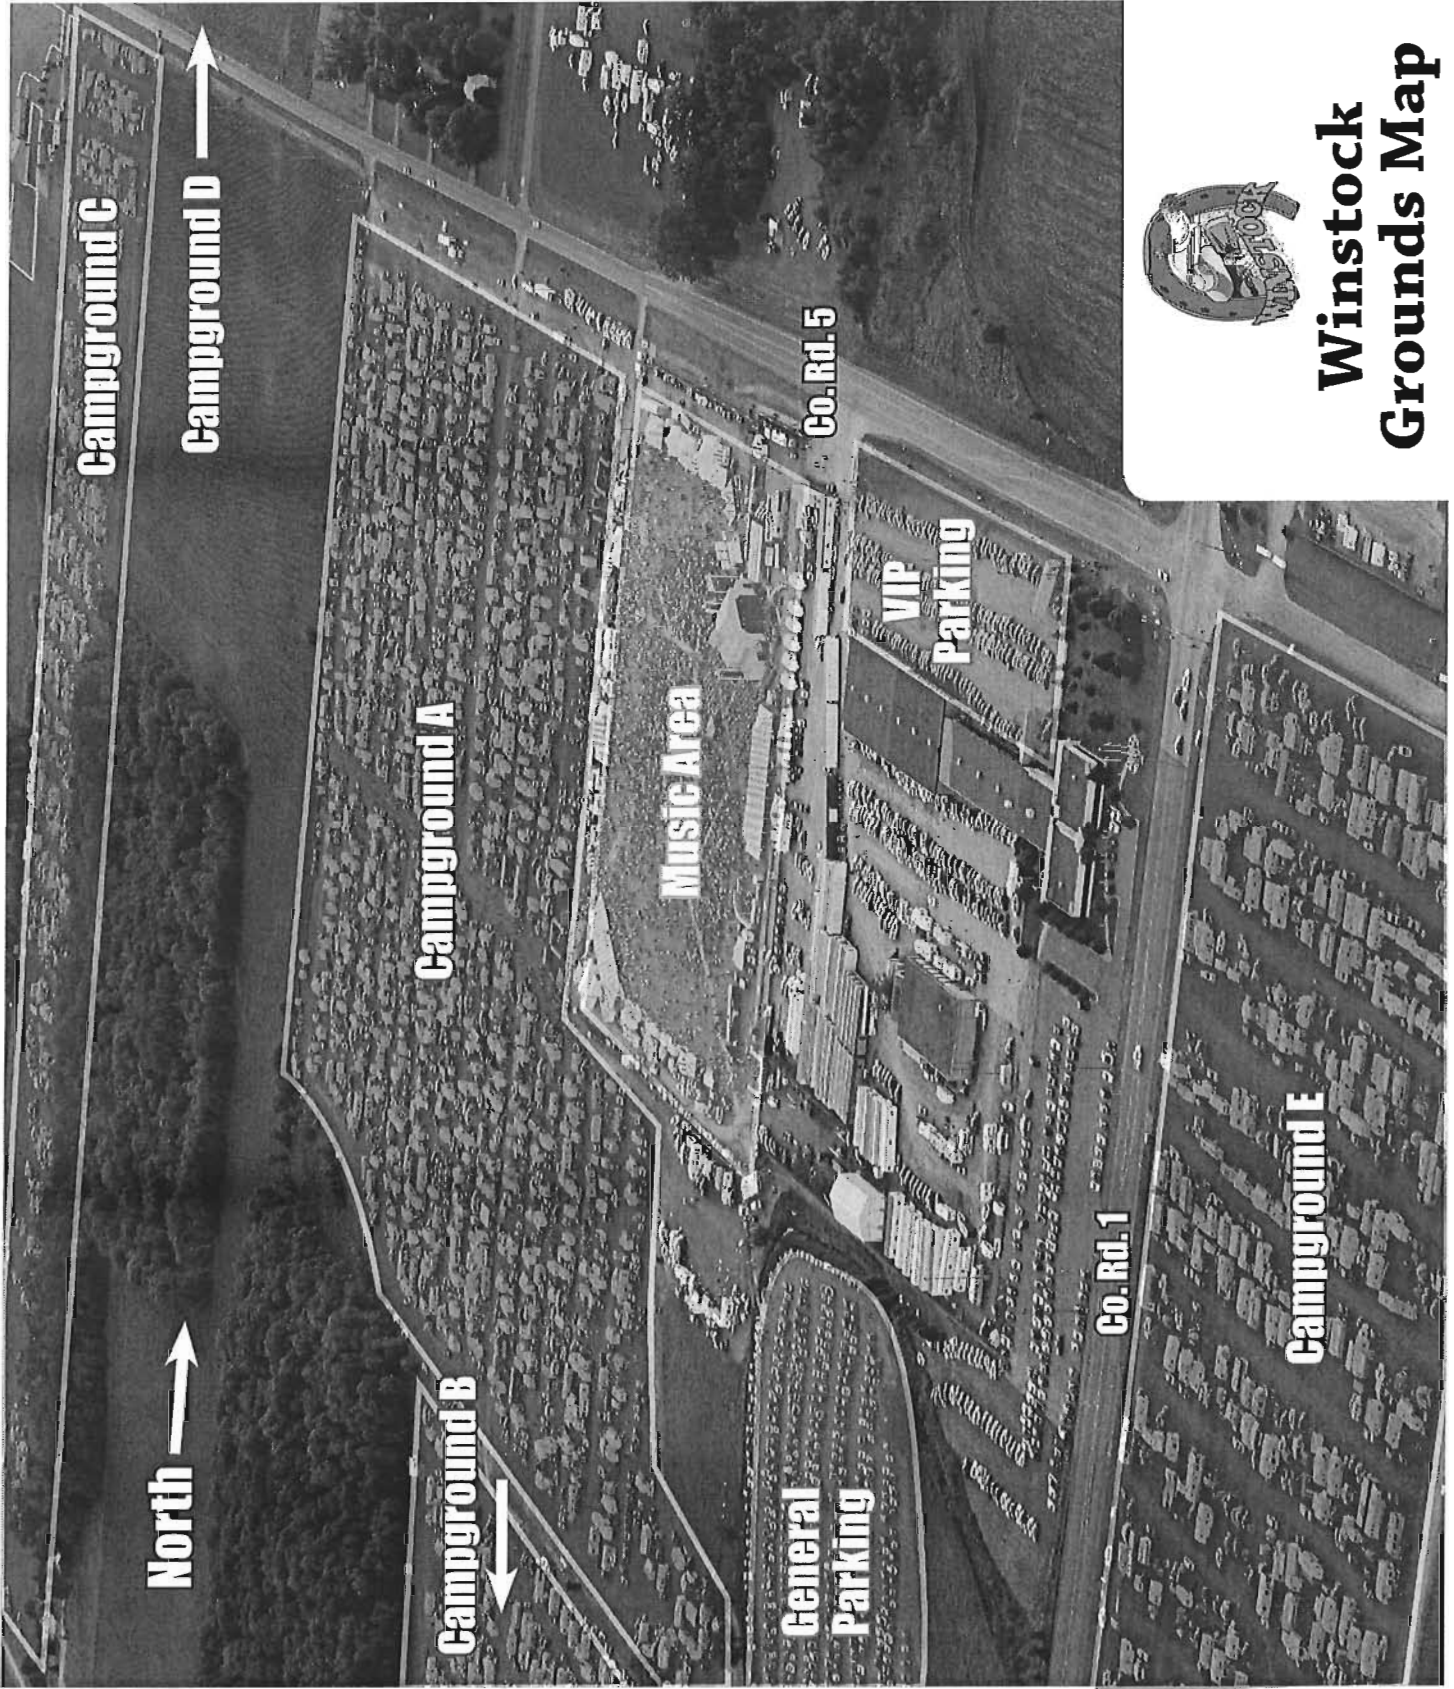 Winstock
Grounds Map
WINSTOCK
Campground C
Campground D
Campground A
Co. Rd. 5
VIP
Parking
Music Area
North
Campground B
General
Parking
Co. Rd. 1
Campground E